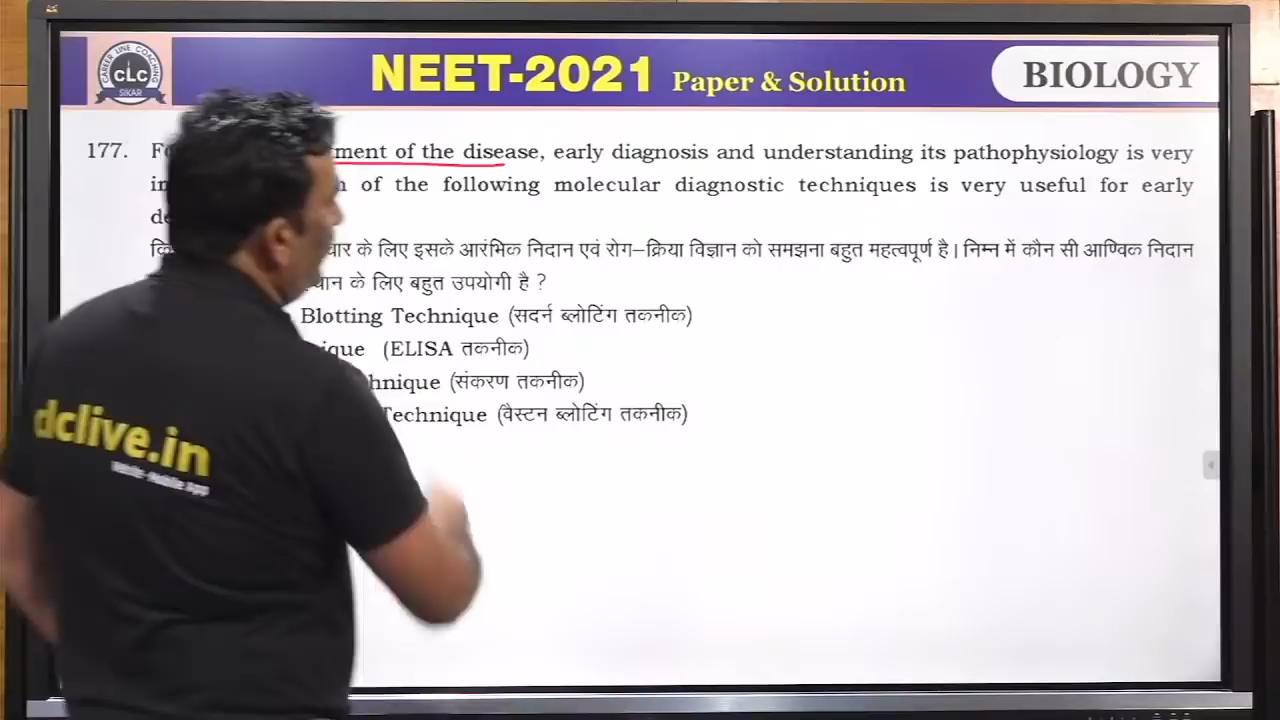 CAREER LINE COACHING
CLC
SIKAR
NEET-2021 Paper & Solution
BIOLOGY
177. ment of the disease, early diagnosis and understanding its pathophysiology is very
of the following molecular diagnostic techniques is very useful for early
के लिए इसके आरंभिक निदान एवं रोग–क्रिया विज्ञान को समझना बहुत महत्वपूर्ण है। निम्न में कौन सी आण्विक निदान
के लिए बहुत उपयोगी है ?
Blotting Technique (सदर्न ब्लोटिंग तकनीक)
ique (ELISA तकनीक)
hnique (संकरण तकनीक)
Technique (वैस्टन ब्लोटिंग तकनीक)
dclive.in